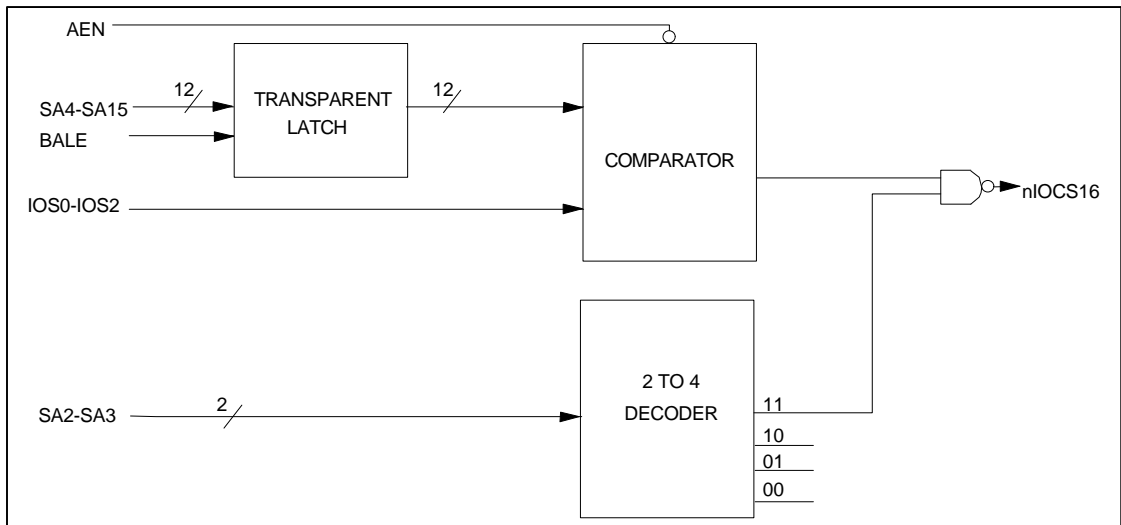 AEN
12
SA4-SA15
BALE
TRANSPARENT
LATCH
12
COMPARATOR
IOS0-IOS2
nIOCS16
2 TO 4
DECODER
SA2-SA3
2
11
10
01
00